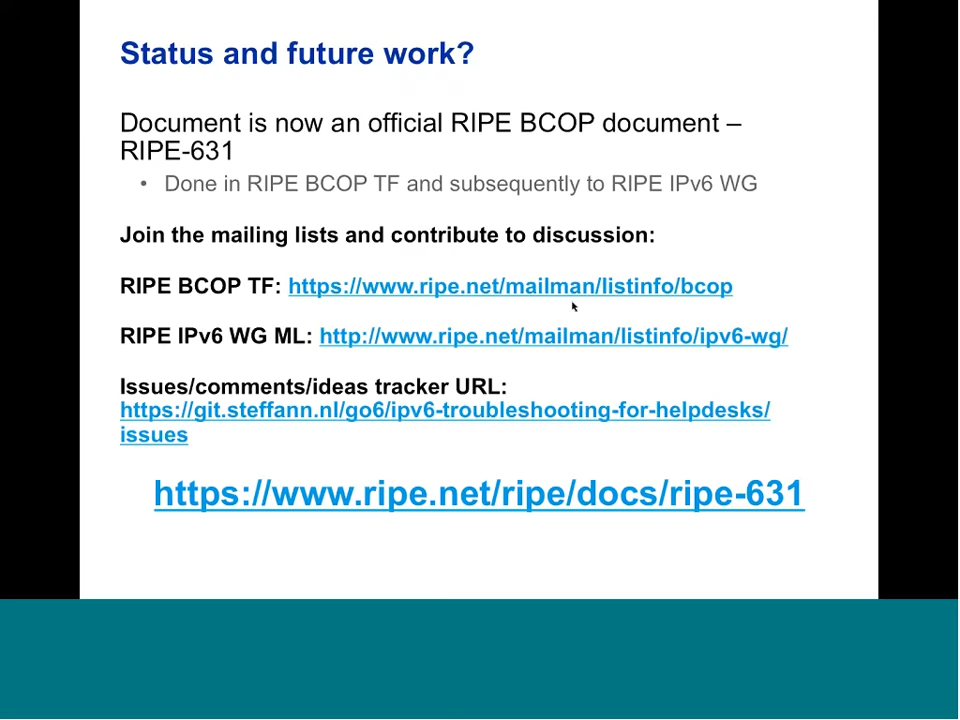 Status and future work?
Document is now an official RIPE BCOP document –
RIPE-631
• Done in RIPE BCOP TF and subsequently to RIPE IPv6 WG
Join the mailing lists and contribute to discussion:
RIPE BCOP TF: https://www.ripe.net/mailman/listinfo/bcop
RIPE IPv6 WG ML: http://www.ripe.net/mailman/listinfo/ipv6-wg/
Issues/comments/ideas tracker URL:
https://git.steffann.nl/go6/ipv6-troubleshooting-for-helpdesks/
issues
https://www.ripe.net/ripe/docs/ripe-631